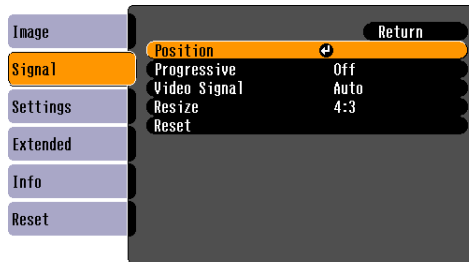 Image
Signal
Settings
Extended
Info
Reset
Return
Position
Progressive Off
Video Signal Auto
Resize 4:3
Reset